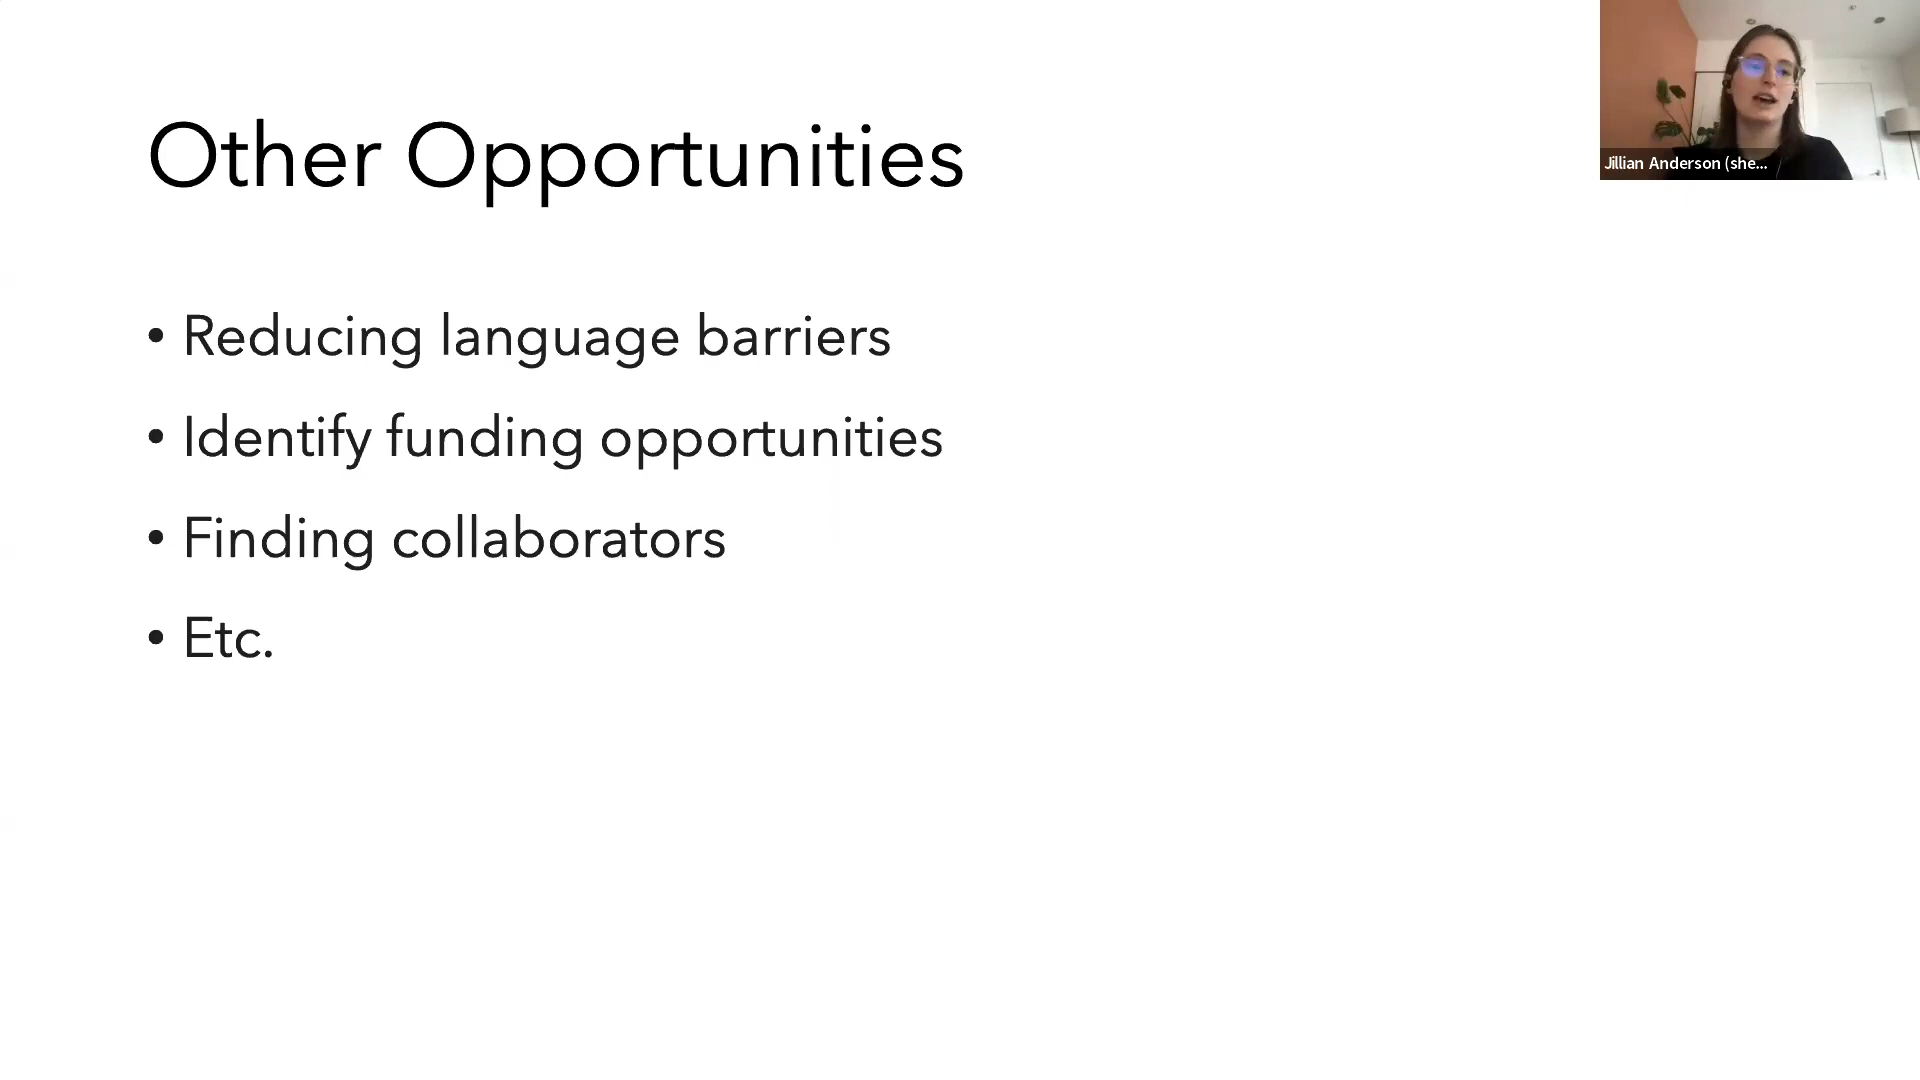 Other Opportunities
• Reducing language barriers
• Identify funding opportunities
• Finding collaborators
• Etc.
Jillian Anderson (she...